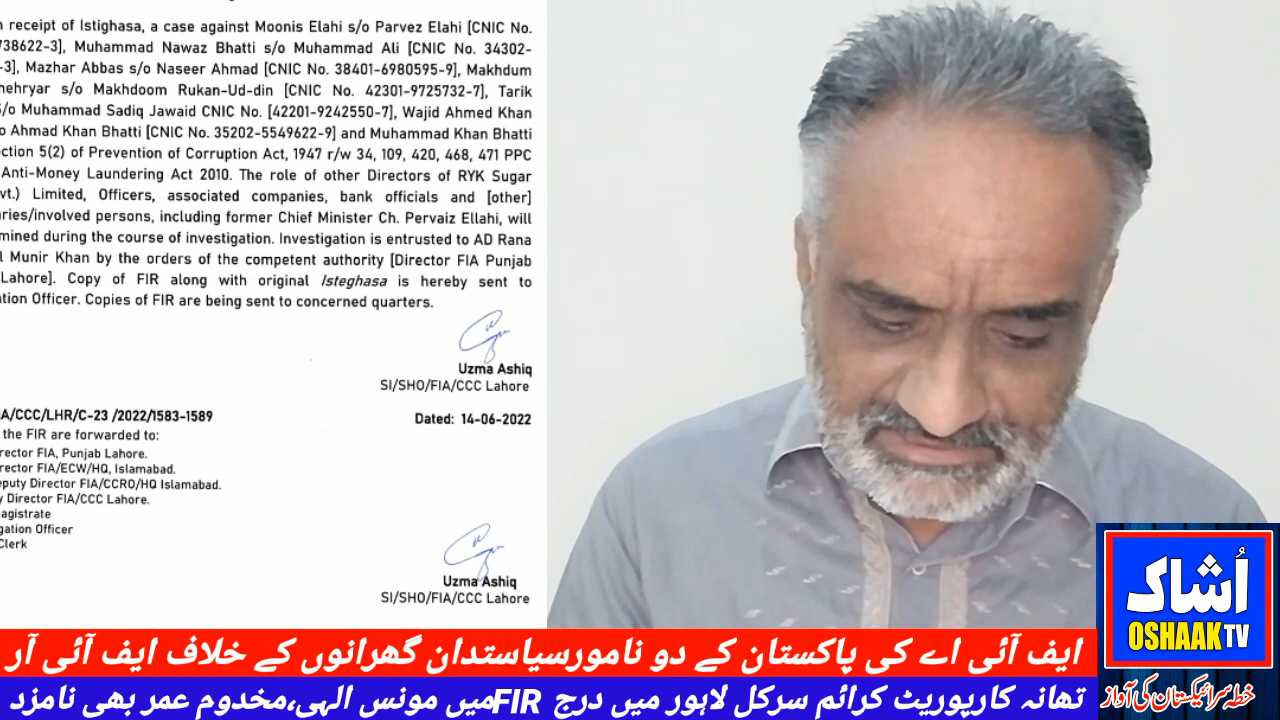 n receipt of Istighasa, a case against Moonis Elahi s/o Parvez Elahi [CNIC No.
738622-3], Muhammad Nawaz Bhatti s/o Muhammad Ali [CNIC No. 34302-
-3], Mazhar Abbas s/o Naseer Ahmad [CNIC No. 38401-6980595-9], Makhdum
hehryar s/o Makhdoom Rukan-Ud-din [CNIC No. 42301-9725732-7], Tarik
S/o Muhammad Sadiq Jawaid CNIC No. [42201-9242550-7], Wajid Ahmed Khan
o Ahmad Khan Bhatti [CNIC No. 35202-5549622-9] and Muhammad Khan Bhatti
ction 5(2) of Prevention of Corruption Act, 1947 r/w 34, 109, 420, 468, 471 PPC
Anti-Money Laundering Act 2010. The role of other Directors of RYK Sugar
vt.) Limited, Officers, associated companies, bank officials and [other]
aries/involved persons, including former Chief Minister Ch. Pervaiz Ellahi, will
mined during the course of investigation. Investigation is entrusted to AD Rana
l Munir Khan by the orders of the competent authority [Director FIA Punjab
Lahore]. Copy of FIR along with original Isteghasa is hereby sent to
ation Officer. Copies of FIR are being sent to concerned quarters.
Uzma Ashiq
SI/SHO/FIA/CCC Lahore
IA/CCC/LHR/C-23 /2022/1583-1589 Dated: 14-06-2022
the FIR are forwarded to:
rector FIA, Punjab Lahore.
rector FIA/ECW/HQ, Islamabad.
eputy Director FIA/CCRO/HQ Islamabad.
y Director FIA/CCC Lahore.
agistrate
gation Officer
Clerk
Uzma Ashiq
SI/SHO/FIA/CCC Lahore
اُشاک
OSHAAK TV
خطہ سرائیکستان کی آواز
ایف آئی اے کی پاکستان کے دو نامورسیاستدان گھرانوں کے خلاف ایف آئی آر
تھانہ کارپوریٹ کرائم سرکل لاہور میں درج FIRمیں مونس الہی،مخدوم عمر بھی نامزد